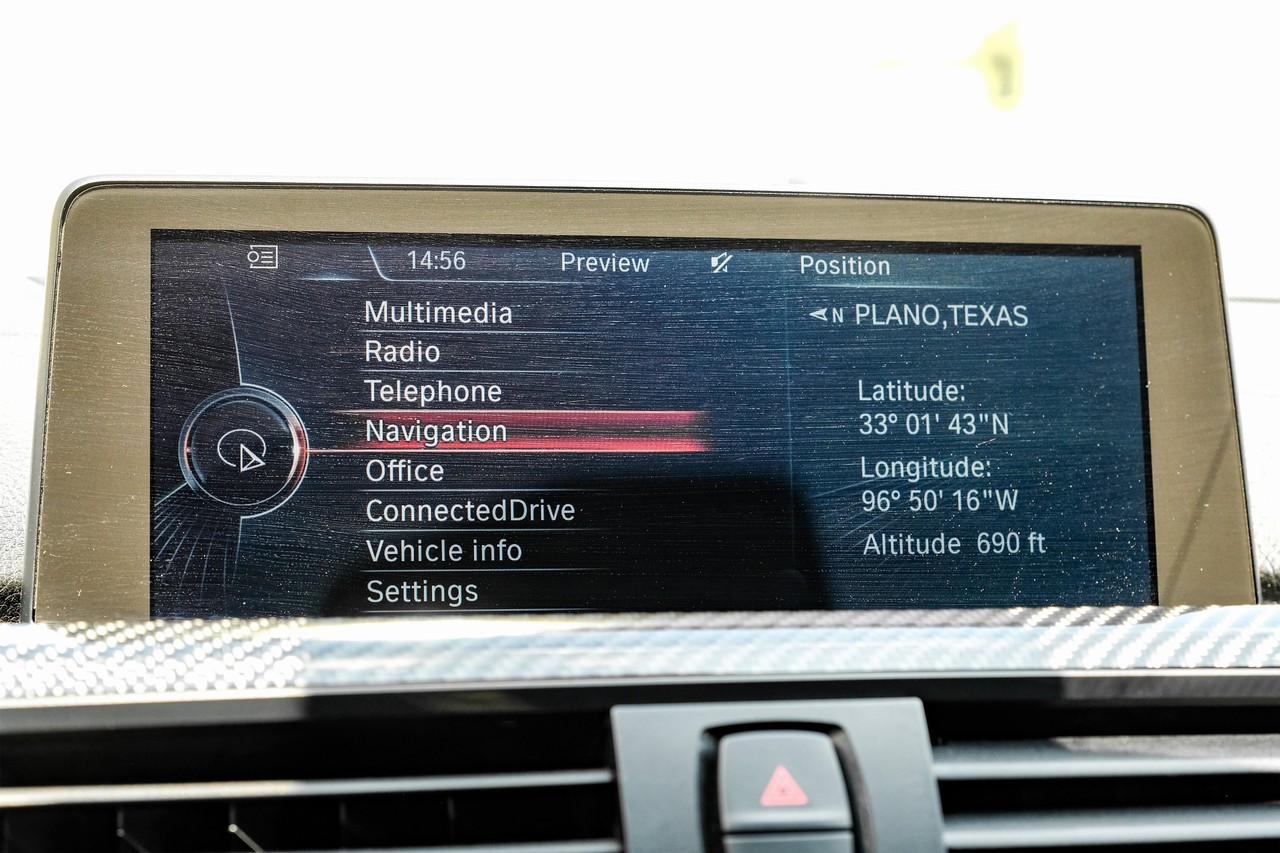 14:56 Preview Position
Multimedia
Radio
Telephone
Navigation
Office
ConnectedDrive
Vehicle info
Settings
N PLANO,TEXAS
Latitude:
33° 01' 43"N
Longitude:
96° 50' 16"W
Altitude 690 ft